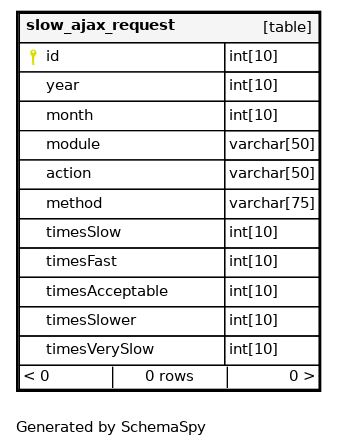 slow_ajax_request [table]
id int[10]
year int[10]
month int[10]
module varchar[50]
action varchar[50]
method varchar[75]
timesSlow int[10]
timesFast int[10]
timesAcceptable int[10]
timesSlower int[10]
timesVerySlow int[10]
< 0 0 rows 0 >
Generated by SchemaSpy